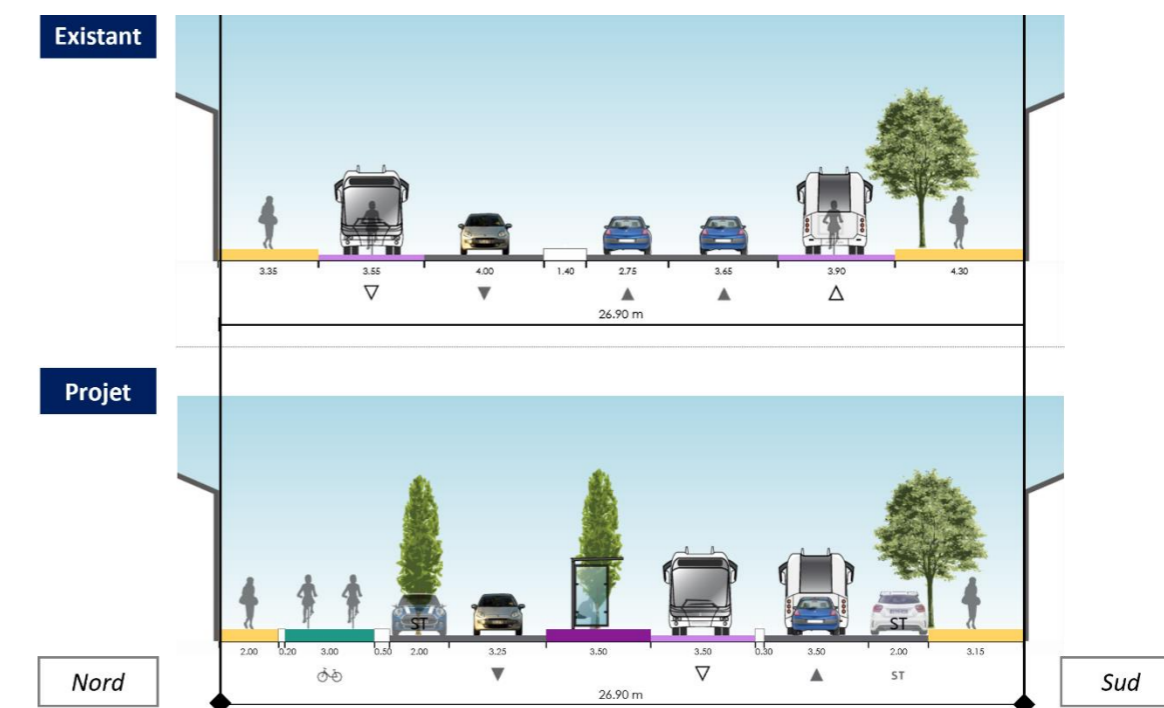 Existant
3.35 3.55 4.00 1.40 2.75 3.65 3.90 4.30
26.90 m
Projet
ST ST
2.00 0.20 3.00 0.50 2.00 3.25 3.50 3.50 0.30 3.50 2.00 3.15
ST
26.90 m
Nord
Sud